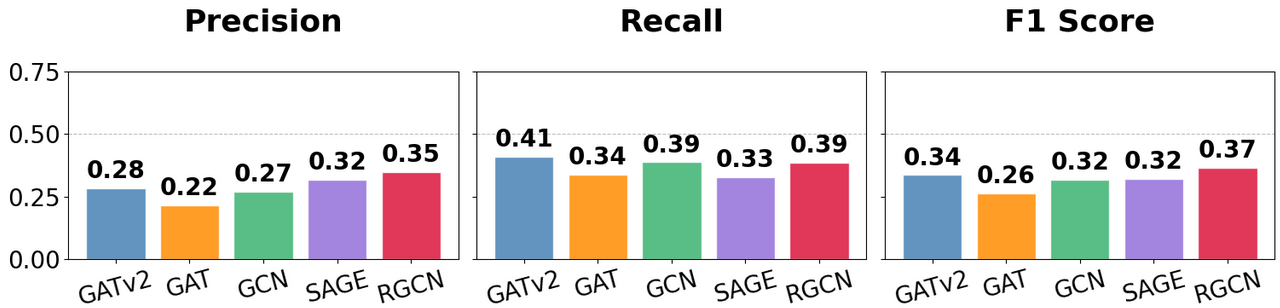 Precision Recall F1 Score
0.75
0.50
0.25
0.00
0.28 0.22 0.27 0.32 0.35
GATv2 GAT GCN SAGE RGCN
0.41 0.34 0.39 0.33 0.39
GATv2 GAT GCN SAGE RGCN
0.34 0.26 0.32 0.32 0.37
GATv2 GAT GCN SAGE RGCN